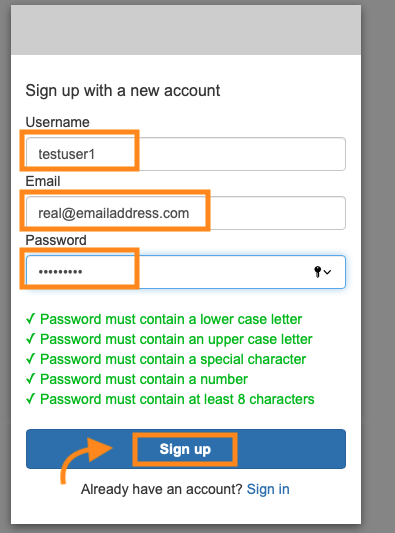 Sign up with a new account
Username
testuser1
Email
real@emailaddress.com
Password
•••••••••
✓ Password must contain a lower case letter
✓ Password must contain an upper case letter
✓ Password must contain a special character
✓ Password must contain a number
✓ Password must contain at least 8 characters
Sign up
Already have an account? Sign in